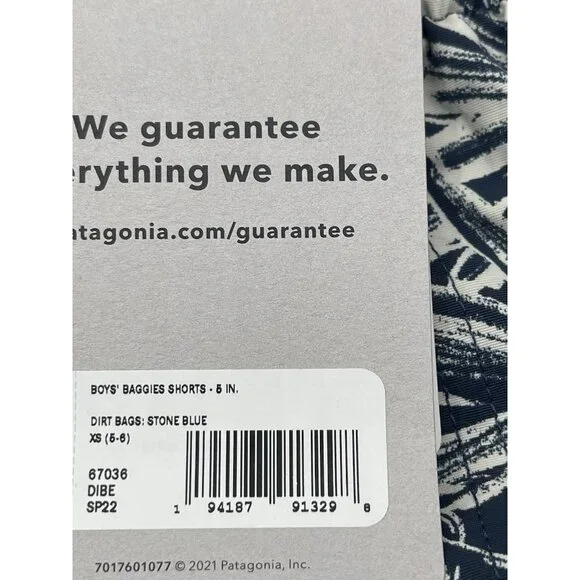 We guarantee
erything we make.
atagonia.com/guarantee
BOYS' BAGGIES SHORTS - 5 IN.
DIRT BAGS: STONE BLUE
XS (5-6)
67036
DIBE
SP22
1 94187 91329 8
7017601077 © 2021 Patagonia, Inc.